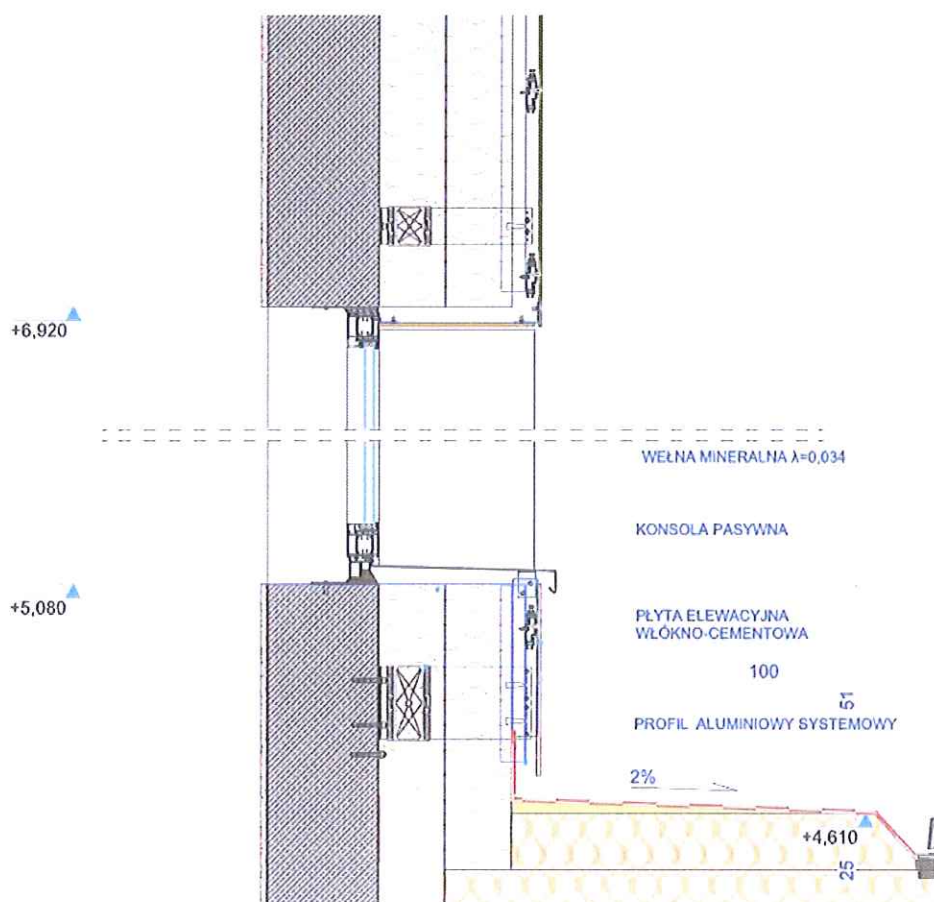 +6,920
WEŁNA MINERALNA λ=0,034
KONSOLA PASYWNA
+5,080
PŁYTA ELEWACYJNA
WŁÓKNO-CEMENTOWA
100
51
PROFIL ALUMINIOWY SYSTEMOWY
2%
+4,610
25